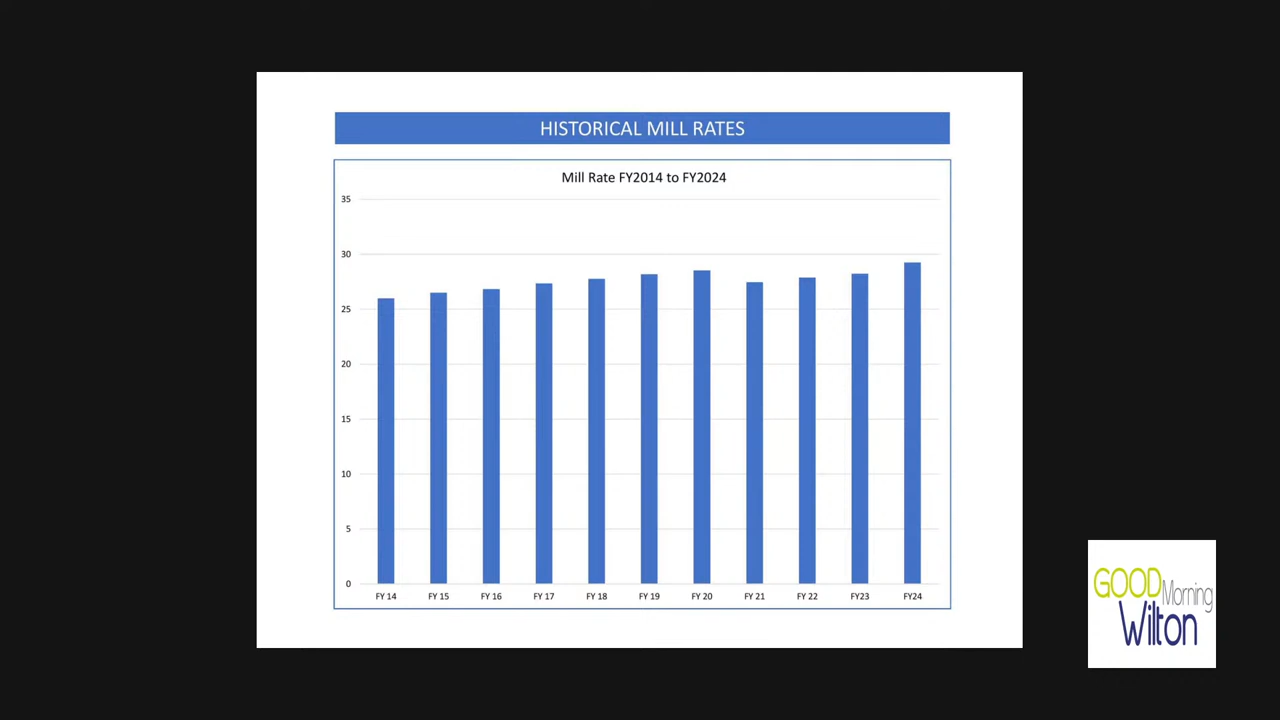 HISTORICAL MILL RATES
Mill Rate FY2014 to FY2024
35
30
25
20
15
10
5
0
FY 14 FY 15 FY 16 FY 17 FY 18 FY 19 FY 20 FY 21 FY 22 FY23 FY24
GOOD Morning
Wilton